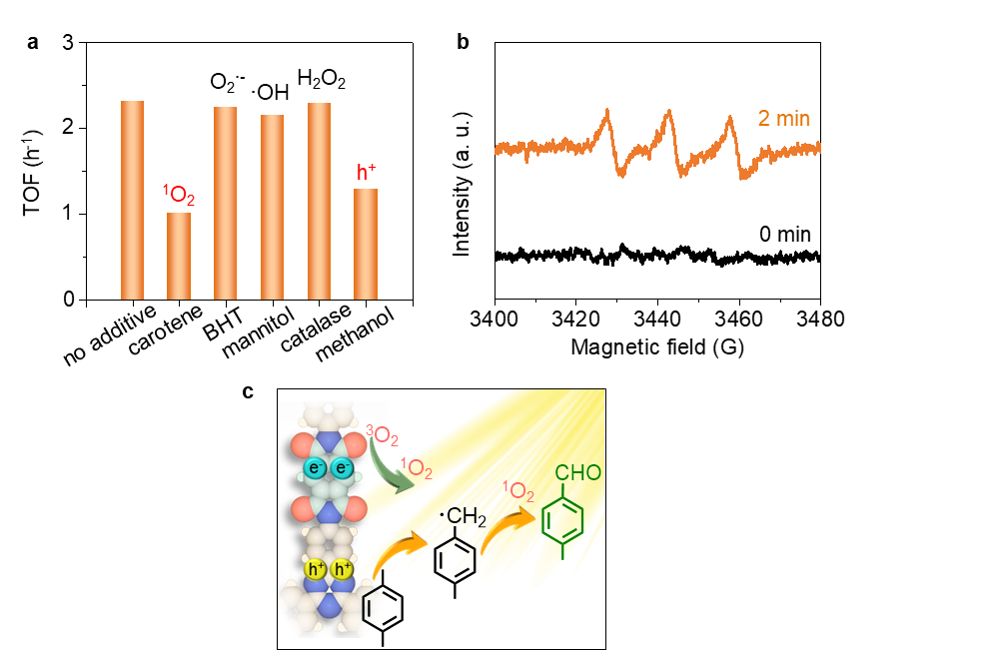 a
3
2
1
0
TOF (h⁻¹)
¹O₂
O₂·⁻
·OH
H₂O₂
h⁺
no additive
carotene
BHT
mannitol
catalase
methanol
b
Intensity (a. u.)
2 min
0 min
3400
3420
3440
3460
3480
Magnetic field (G)
c
³O₂
¹O₂
e⁻ e⁻
h⁺ h⁺
·CH₂
¹O₂
CHO